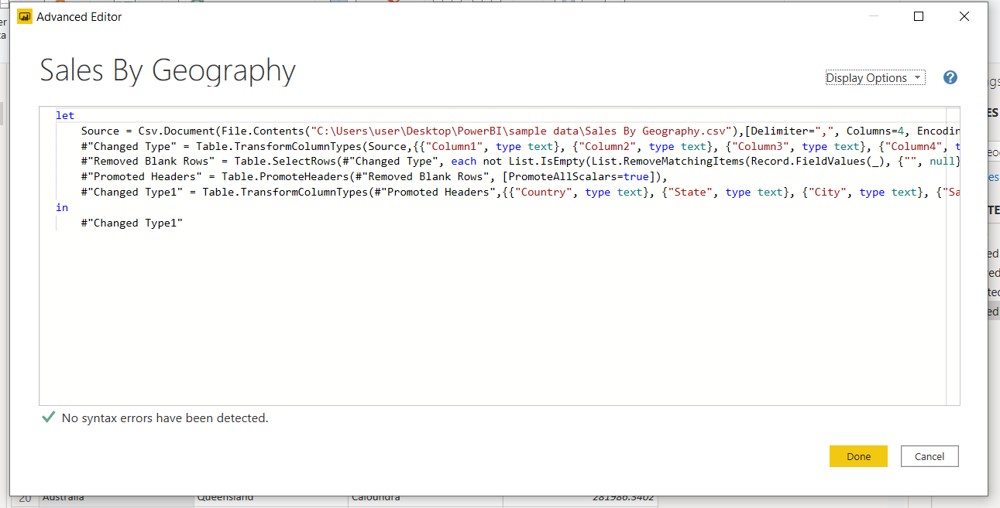 Advanced Editor
Sales By Geography
Display Options
let
Source = Csv.Document(File.Contents("C:\Users\user\Desktop\PowerBI\sample data\Sales By Geography.csv"),[Delimiter=",", Columns=4, Encodin
#"Changed Type" = Table.TransformColumnTypes(Source,{{"Column1", type text}, {"Column2", type text}, {"Column3", type text}, {"Column4", t
#"Removed Blank Rows" = Table.SelectRows(#"Changed Type", each not List.IsEmpty(List.RemoveMatchingItems(Record.FieldValues(_), {"", null}
#"Promoted Headers" = Table.PromoteHeaders(#"Removed Blank Rows", [PromoteAllScalars=true]),
#"Changed Type1" = Table.TransformColumnTypes(#"Promoted Headers",{{"Country", type text}, {"State", type text}, {"City", type text}, {"Sa
in
#"Changed Type1"
No syntax errors have been detected.
Done Cancel
20 Australia Queensland Caloundra 281986.3402